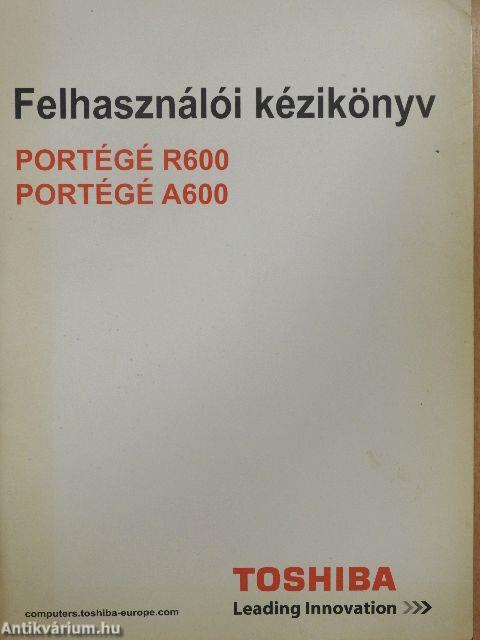 Felhasználói kézikönyv
PORTÉGÉ R600
PORTÉGÉ A600
TOSHIBA
computers.toshiba-europe.com
Leading Innovation >>>
Antikvárium.hu